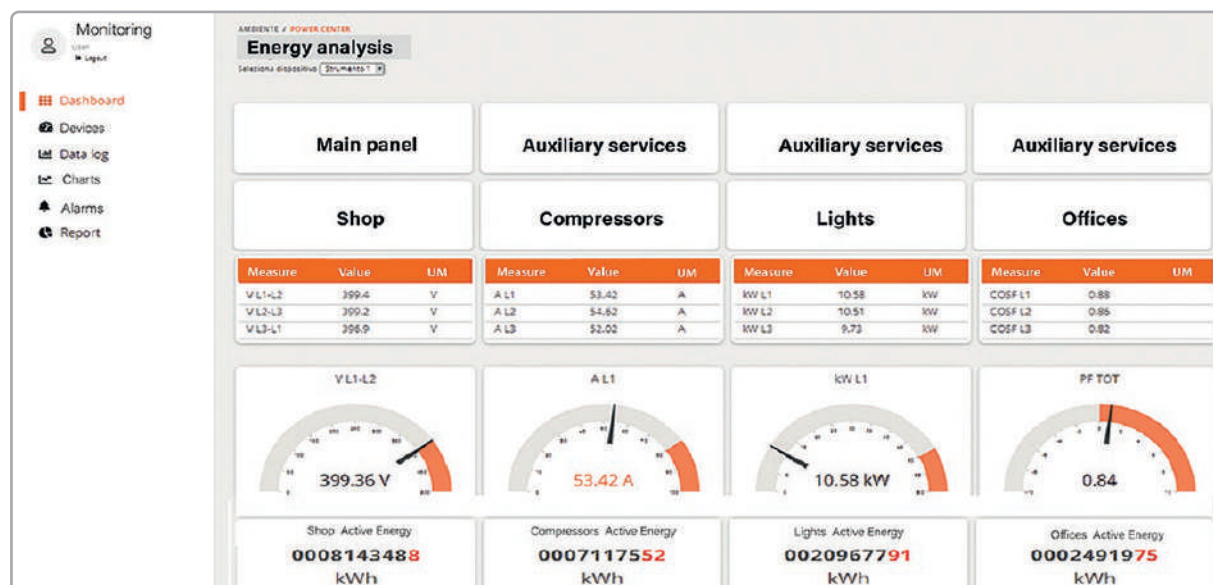 Monitoring
User
Logout
Dashboard
Devices
Data log
Charts
Alarms
Report
AMBIENTE / POWER CENTER
Energy analysis
Seleziona dispositivo Strumento 1
Main panel
Auxiliary services
Auxiliary services
Auxiliary services
Shop
Compressors
Lights
Offices
Measure Value UM
V L1-L2 399.4 V
V L2-L3 399.2 V
V L3-L1 396.9 V
Measure Value UM
A L1 53.42 A
A L2 54.62 A
A L3 52.02 A
Measure Value UM
kW L1 10.58 kW
kW L2 10.51 kW
kW L3 9.73 kW
Measure Value UM
COSF L1 0.88
COSF L2 0.86
COSF L3 0.82
V L1-L2
399.36 V
A L1
53.42 A
kW L1
10.58 kW
PF TOT
0.84
Shop Active Energy
0008143488
kWh
Compressors Active Energy
0007117552
kWh
Lights Active Energy
0020967791
kWh
Offices Active Energy
0002491975
kWh